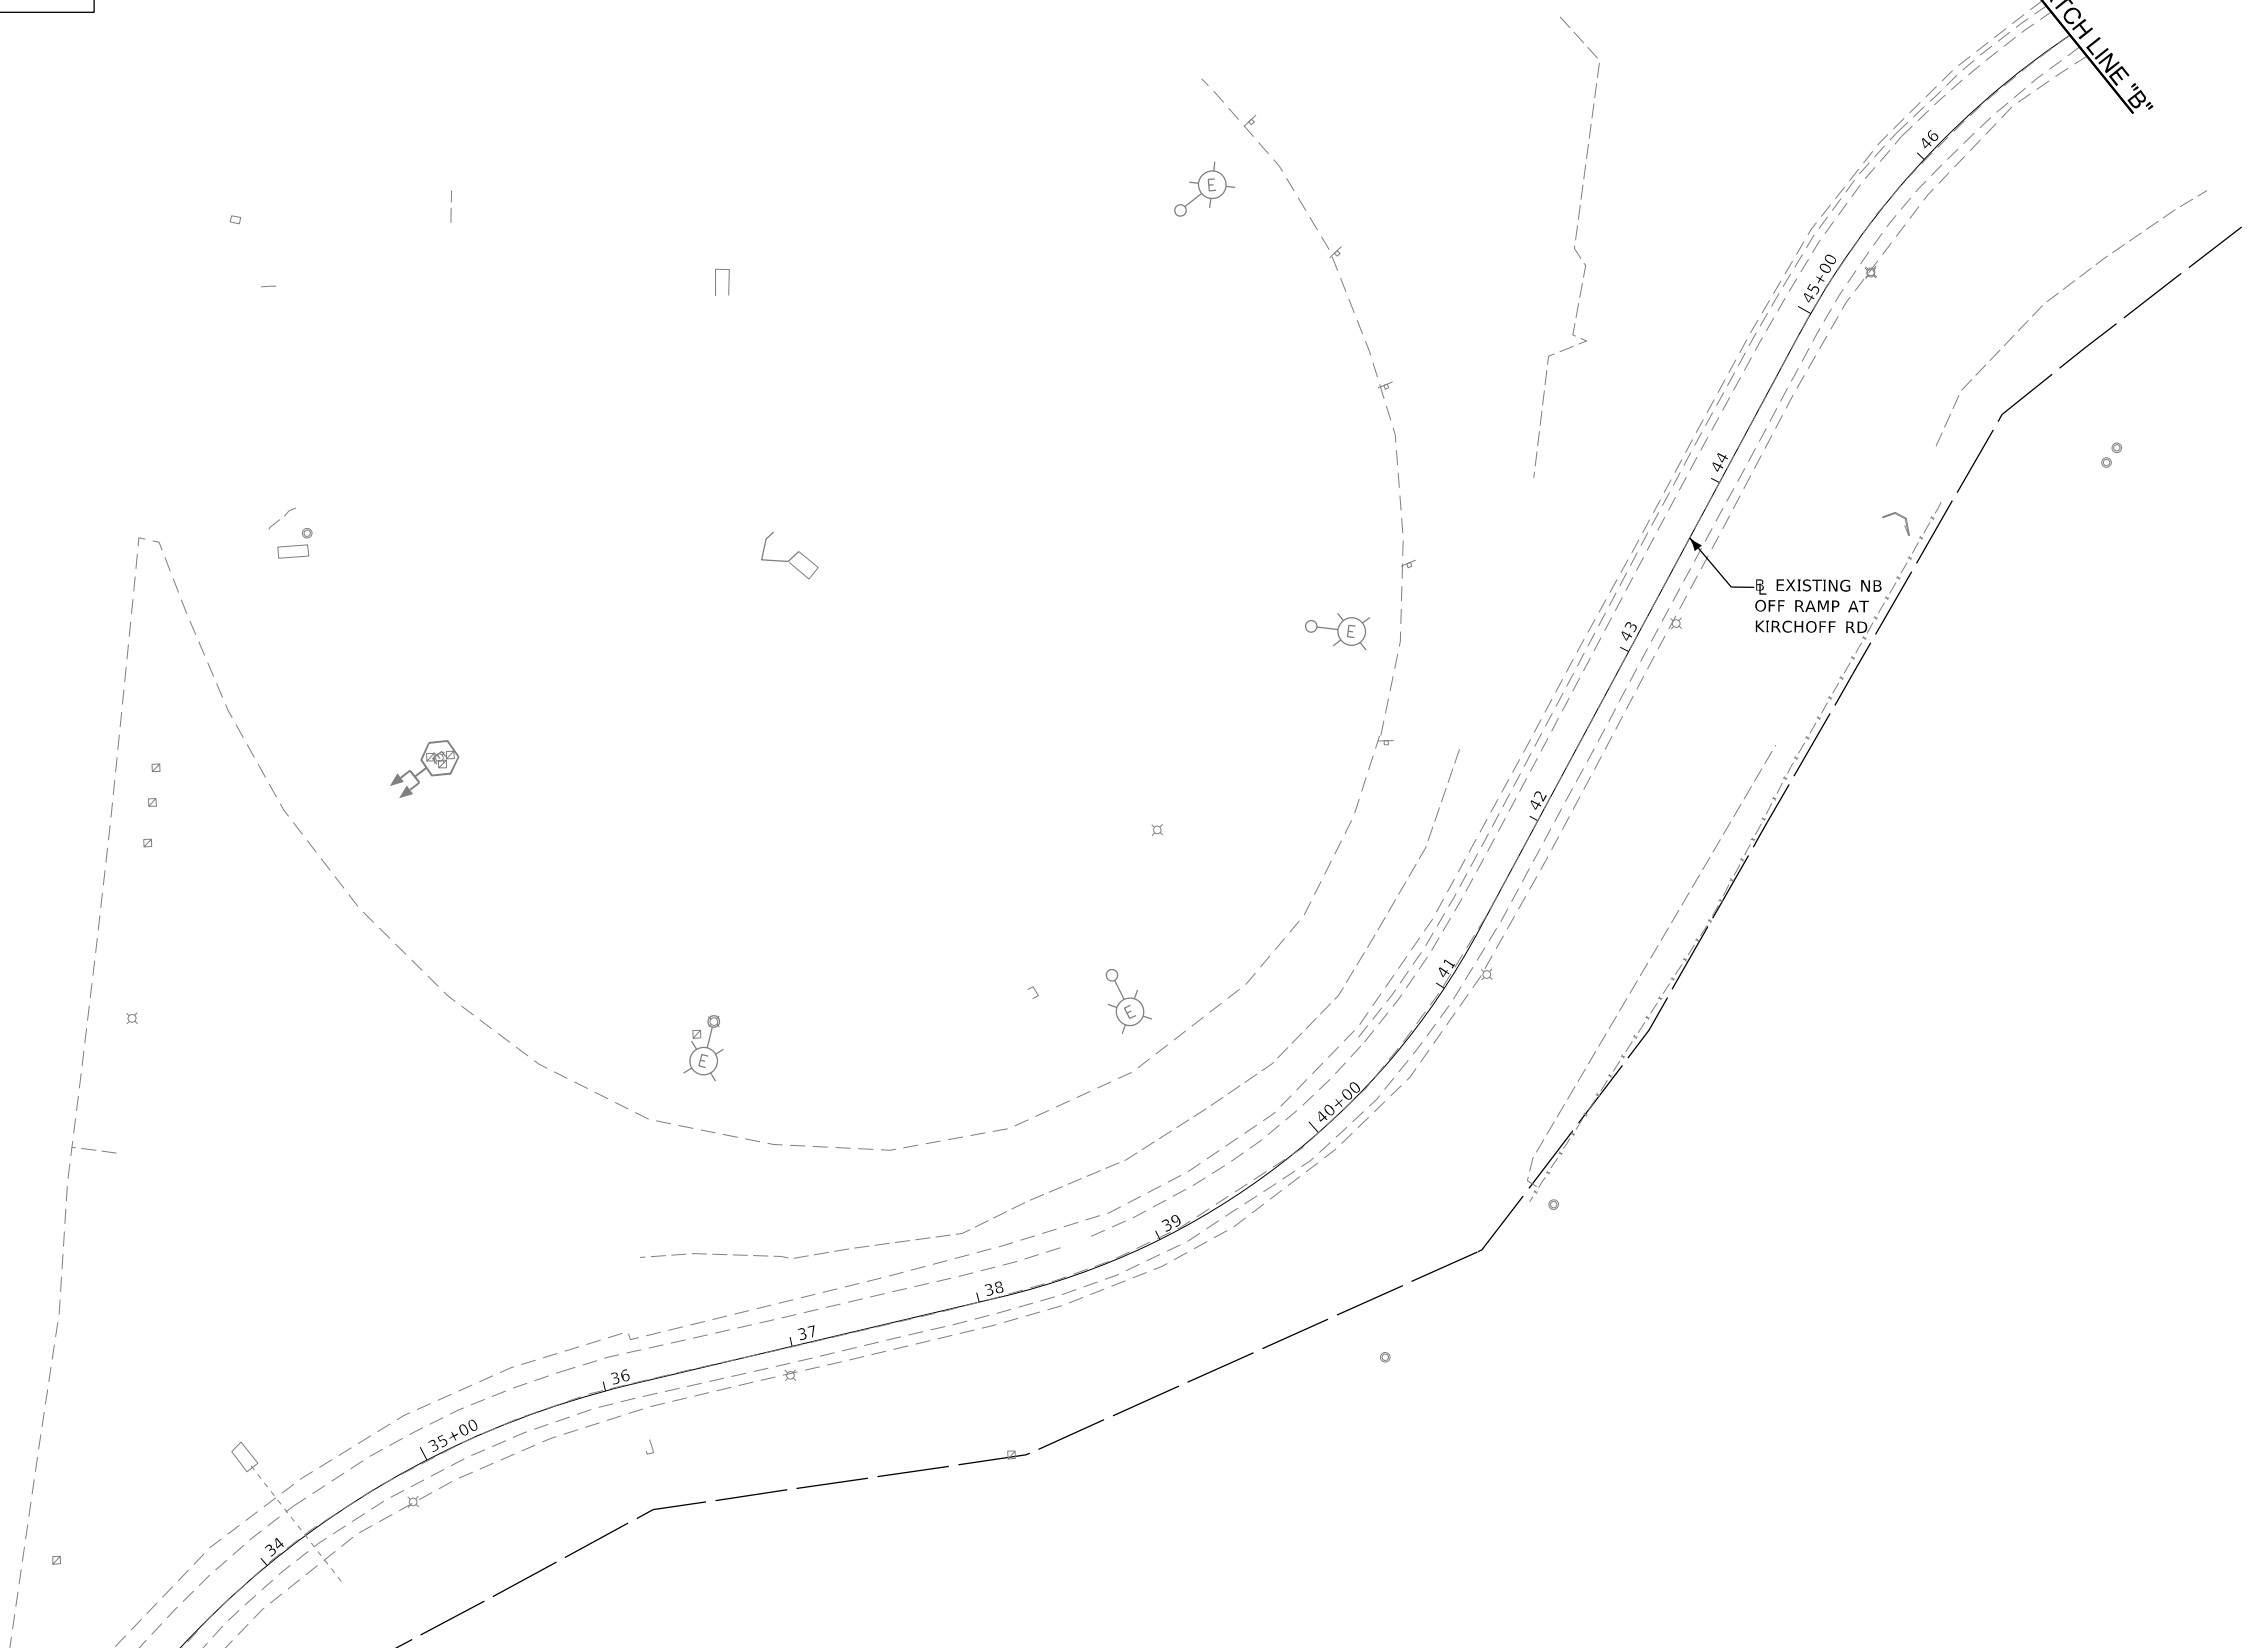 TCH LINE "B"
46
45+00
44
℄ EXISTING NB
OFF RAMP AT
KIRCHOFF RD
43
42
41
40+00
39
38
37
36
35+00
34
E
E
E
E